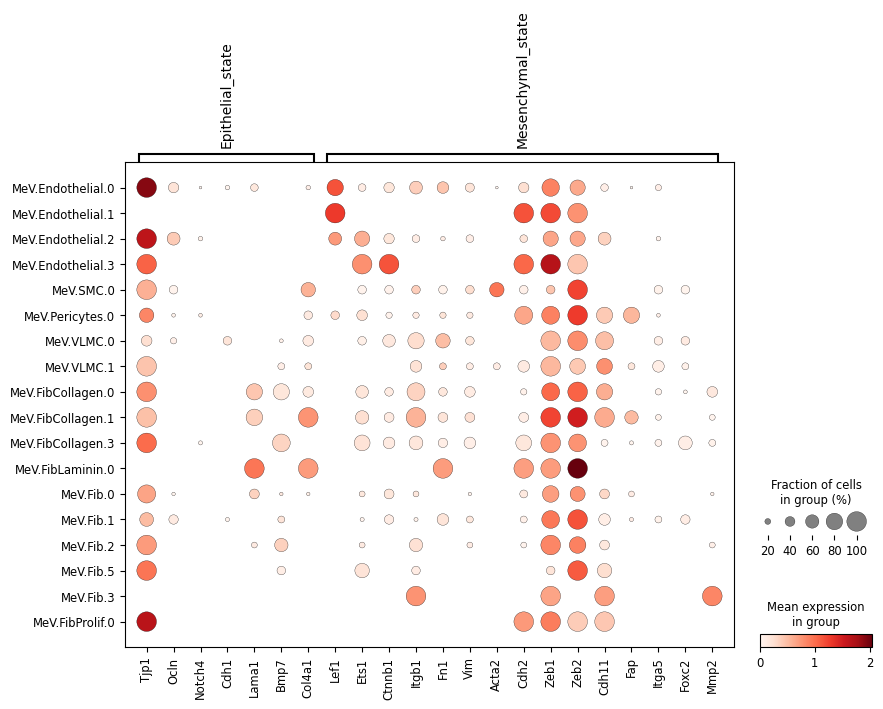 Epithelial_state
Mesenchymal_state
MeV.Endothelial.0
MeV.Endothelial.1
MeV.Endothelial.2
MeV.Endothelial.3
MeV.SMC.0
MeV.Pericytes.0
MeV.VLMC.0
MeV.VLMC.1
MeV.FibCollagen.0
MeV.FibCollagen.1
MeV.FibCollagen.3
MeV.FibLaminin.0
MeV.Fib.0
MeV.Fib.1
MeV.Fib.2
MeV.Fib.5
MeV.Fib.3
MeV.FibProlif.0
Tjp1
Ocln
Notch4
Cdh1
Lama1
Bmp7
Col4a1
Lef1
Ets1
Ctnnb1
Itgb1
Fn1
Vim
Acta2
Cdh2
Zeb1
Zeb2
Cdh11
Fap
Itga5
Foxc2
Mmp2
Fraction of cells
in group (%)
20 40 60 80 100
Mean expression
in group
0 1 2